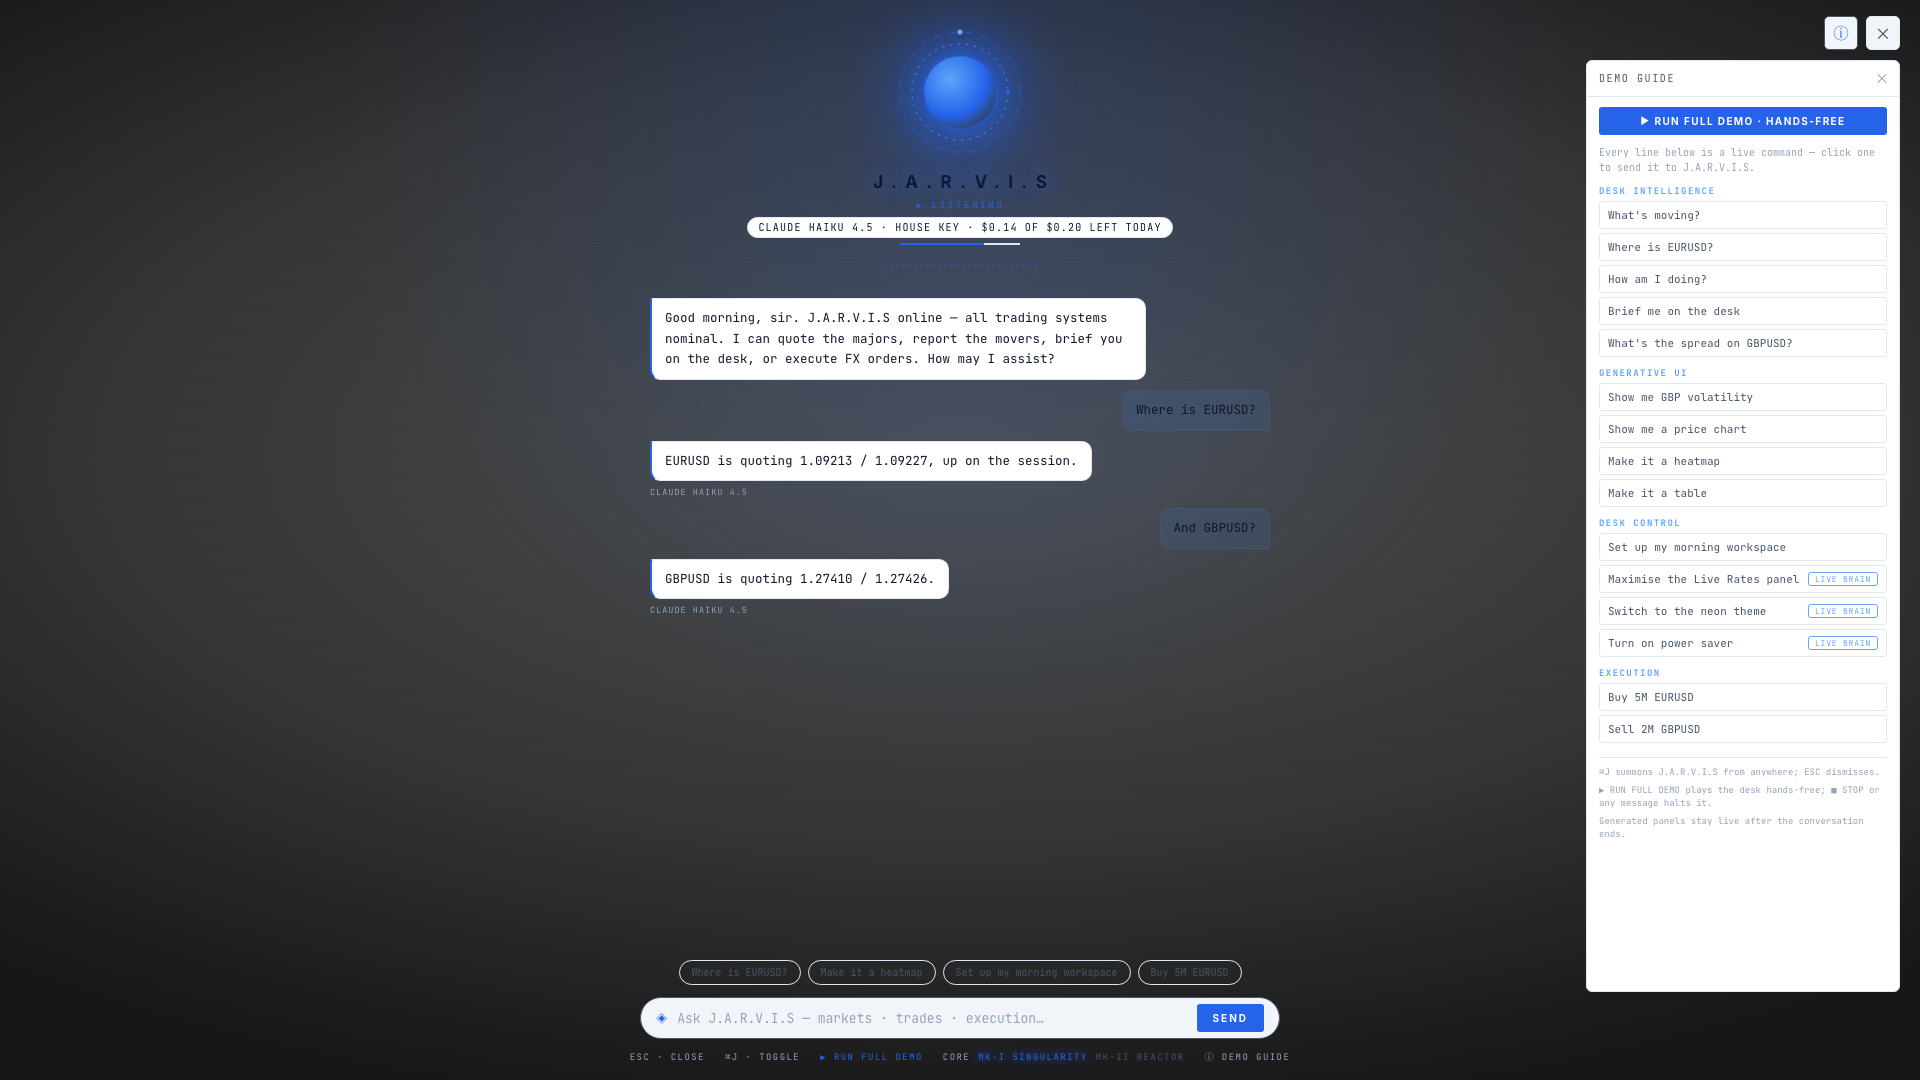 J.A.R.V.I.S
◈ LISTENING
CLAUDE HAIKU 4.5 · HOUSE KEY · $0.14 OF $0.20 LEFT TODAY
Good morning, sir. J.A.R.V.I.S online — all trading systems
nominal. I can quote the majors, report the movers, brief you
on the desk, or execute FX orders. How may I assist?
Where is EURUSD?
EURUSD is quoting 1.09213 / 1.09227, up on the session.
CLAUDE HAIKU 4.5
And GBPUSD?
GBPUSD is quoting 1.27410 / 1.27426.
CLAUDE HAIKU 4.5
Where is EURUSD?
Make it a heatmap
Set up my morning workspace
Buy 5M EURUSD
◈ Ask J.A.R.V.I.S — markets · trades · execution…
SEND
ESC · CLOSE
⌘J · TOGGLE
▶ RUN FULL DEMO
CORE MK-I SINGULARITY MK-II REACTOR
ⓘ DEMO GUIDE
DEMO GUIDE
▶ RUN FULL DEMO · HANDS-FREE
Every line below is a live command — click one
to send it to J.A.R.V.I.S.
DESK INTELLIGENCE
What's moving?
Where is EURUSD?
How am I doing?
Brief me on the desk
What's the spread on GBPUSD?
GENERATIVE UI
Show me GBP volatility
Show me a price chart
Make it a heatmap
Make it a table
DESK CONTROL
Set up my morning workspace
Maximise the Live Rates panel LIVE BRAIN
Switch to the neon theme LIVE BRAIN
Turn on power saver LIVE BRAIN
EXECUTION
Buy 5M EURUSD
Sell 2M GBPUSD
⌘J summons J.A.R.V.I.S from anywhere; ESC dismisses.
▶ RUN FULL DEMO plays the desk hands-free; ■ STOP or
any message halts it.
Generated panels stay live after the conversation
ends.